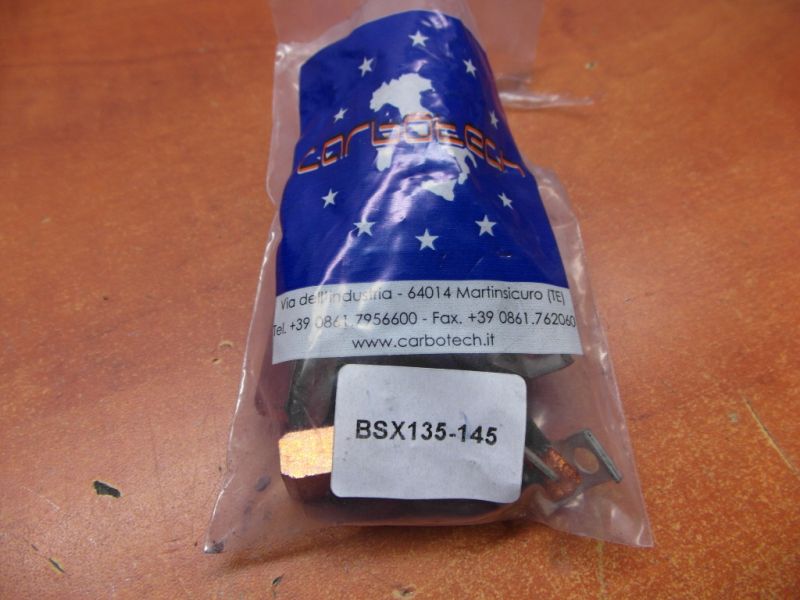 carbotech
Via dell'industria - 64014 Martinsicuro (TE)
Tel. +39 0861.7956600 - Fax. +39 0861.762060
www.carbotech.it
BSX135-145